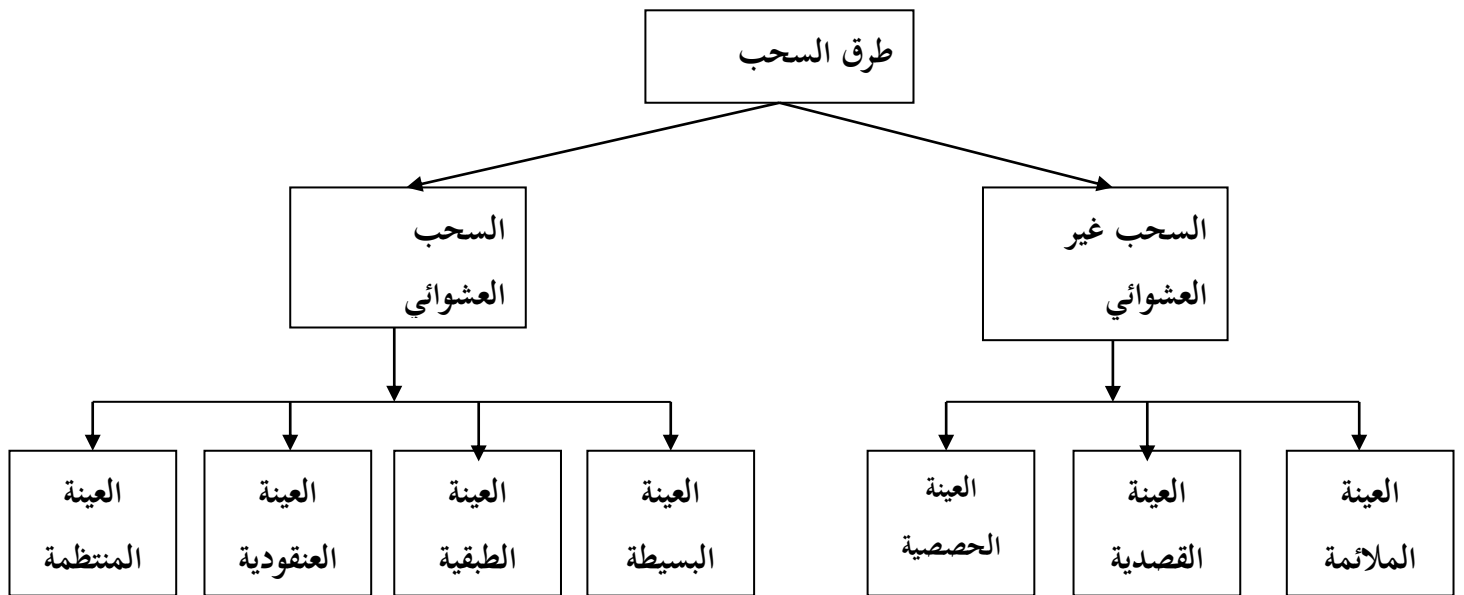 طرق السحب
السحب غير
العشوائي
السحب
العشوائي
العينة
الملائمة
العينة
القصدية
العينة
الحصصية
العينة
البسيطة
العينة
الطبقية
العينة
العنقودية
العينة
المنتظمة